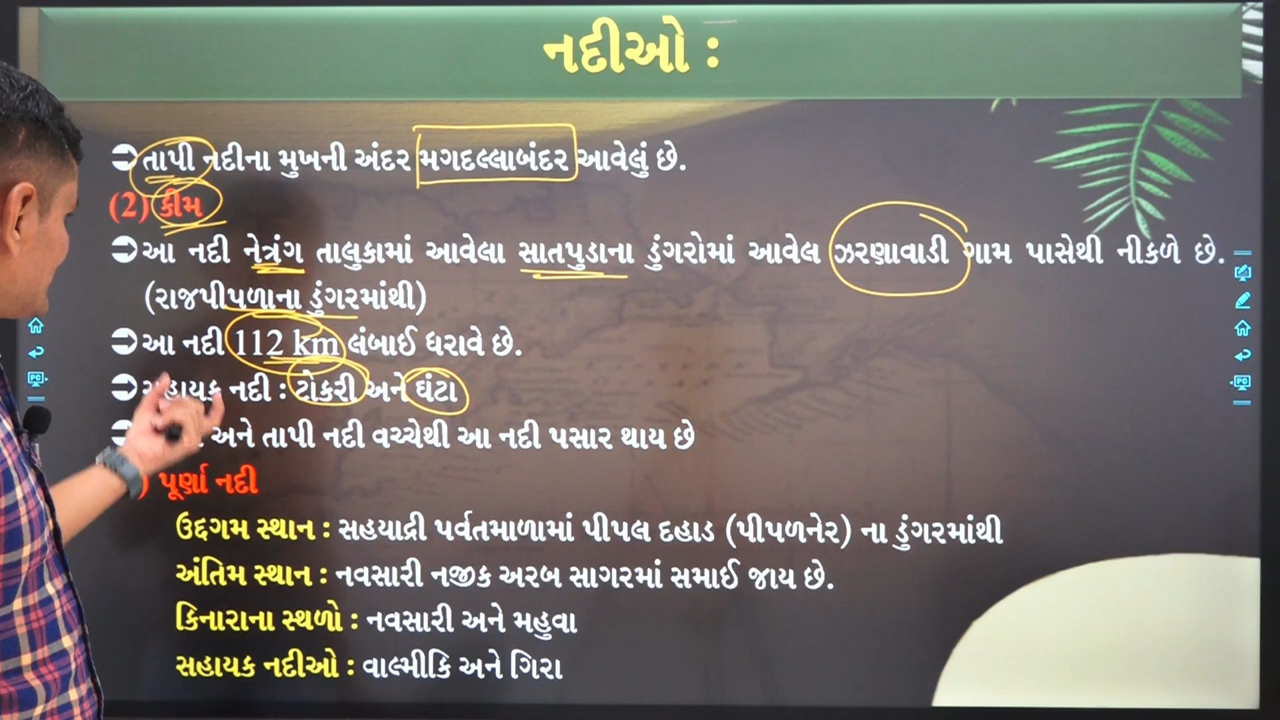 નદીઓ :
➲ તાપી નદીના મુખની અંદર મગદલ્લાબંદર આવેલું છે.
(2) કીમ
➲ આ નદી નેત્રંગ તાલુકામાં આવેલા સાતપુડાના ડુંગરોમાં આવેલ ઝરણાવાડી ગામ પાસેથી નીકળે છે.
(રાજપીપળાના ડુંગરમાંથી)
➲ આ નદી 112 km લંબાઈ ધરાવે છે.
➲ સહાયક નદી : ટોકરી અને ઘંટા
અને તાપી નદી વચ્ચેથી આ નદી પસાર થાય છે
) પૂર્ણા નદી
ઉદ્દગમ સ્થાન : સહયાદ્રી પર્વતમાળામાં પીપલ દહાડ (પીપળનેર) ના ડુંગરમાંથી
અંતિમ સ્થાન : નવસારી નજીક અરબ સાગરમાં સમાઈ જાય છે.
કિનારાના સ્થળો : નવસારી અને મહુવા
સહાયક નદીઓ : વાલ્મીકિ અને ગિરા